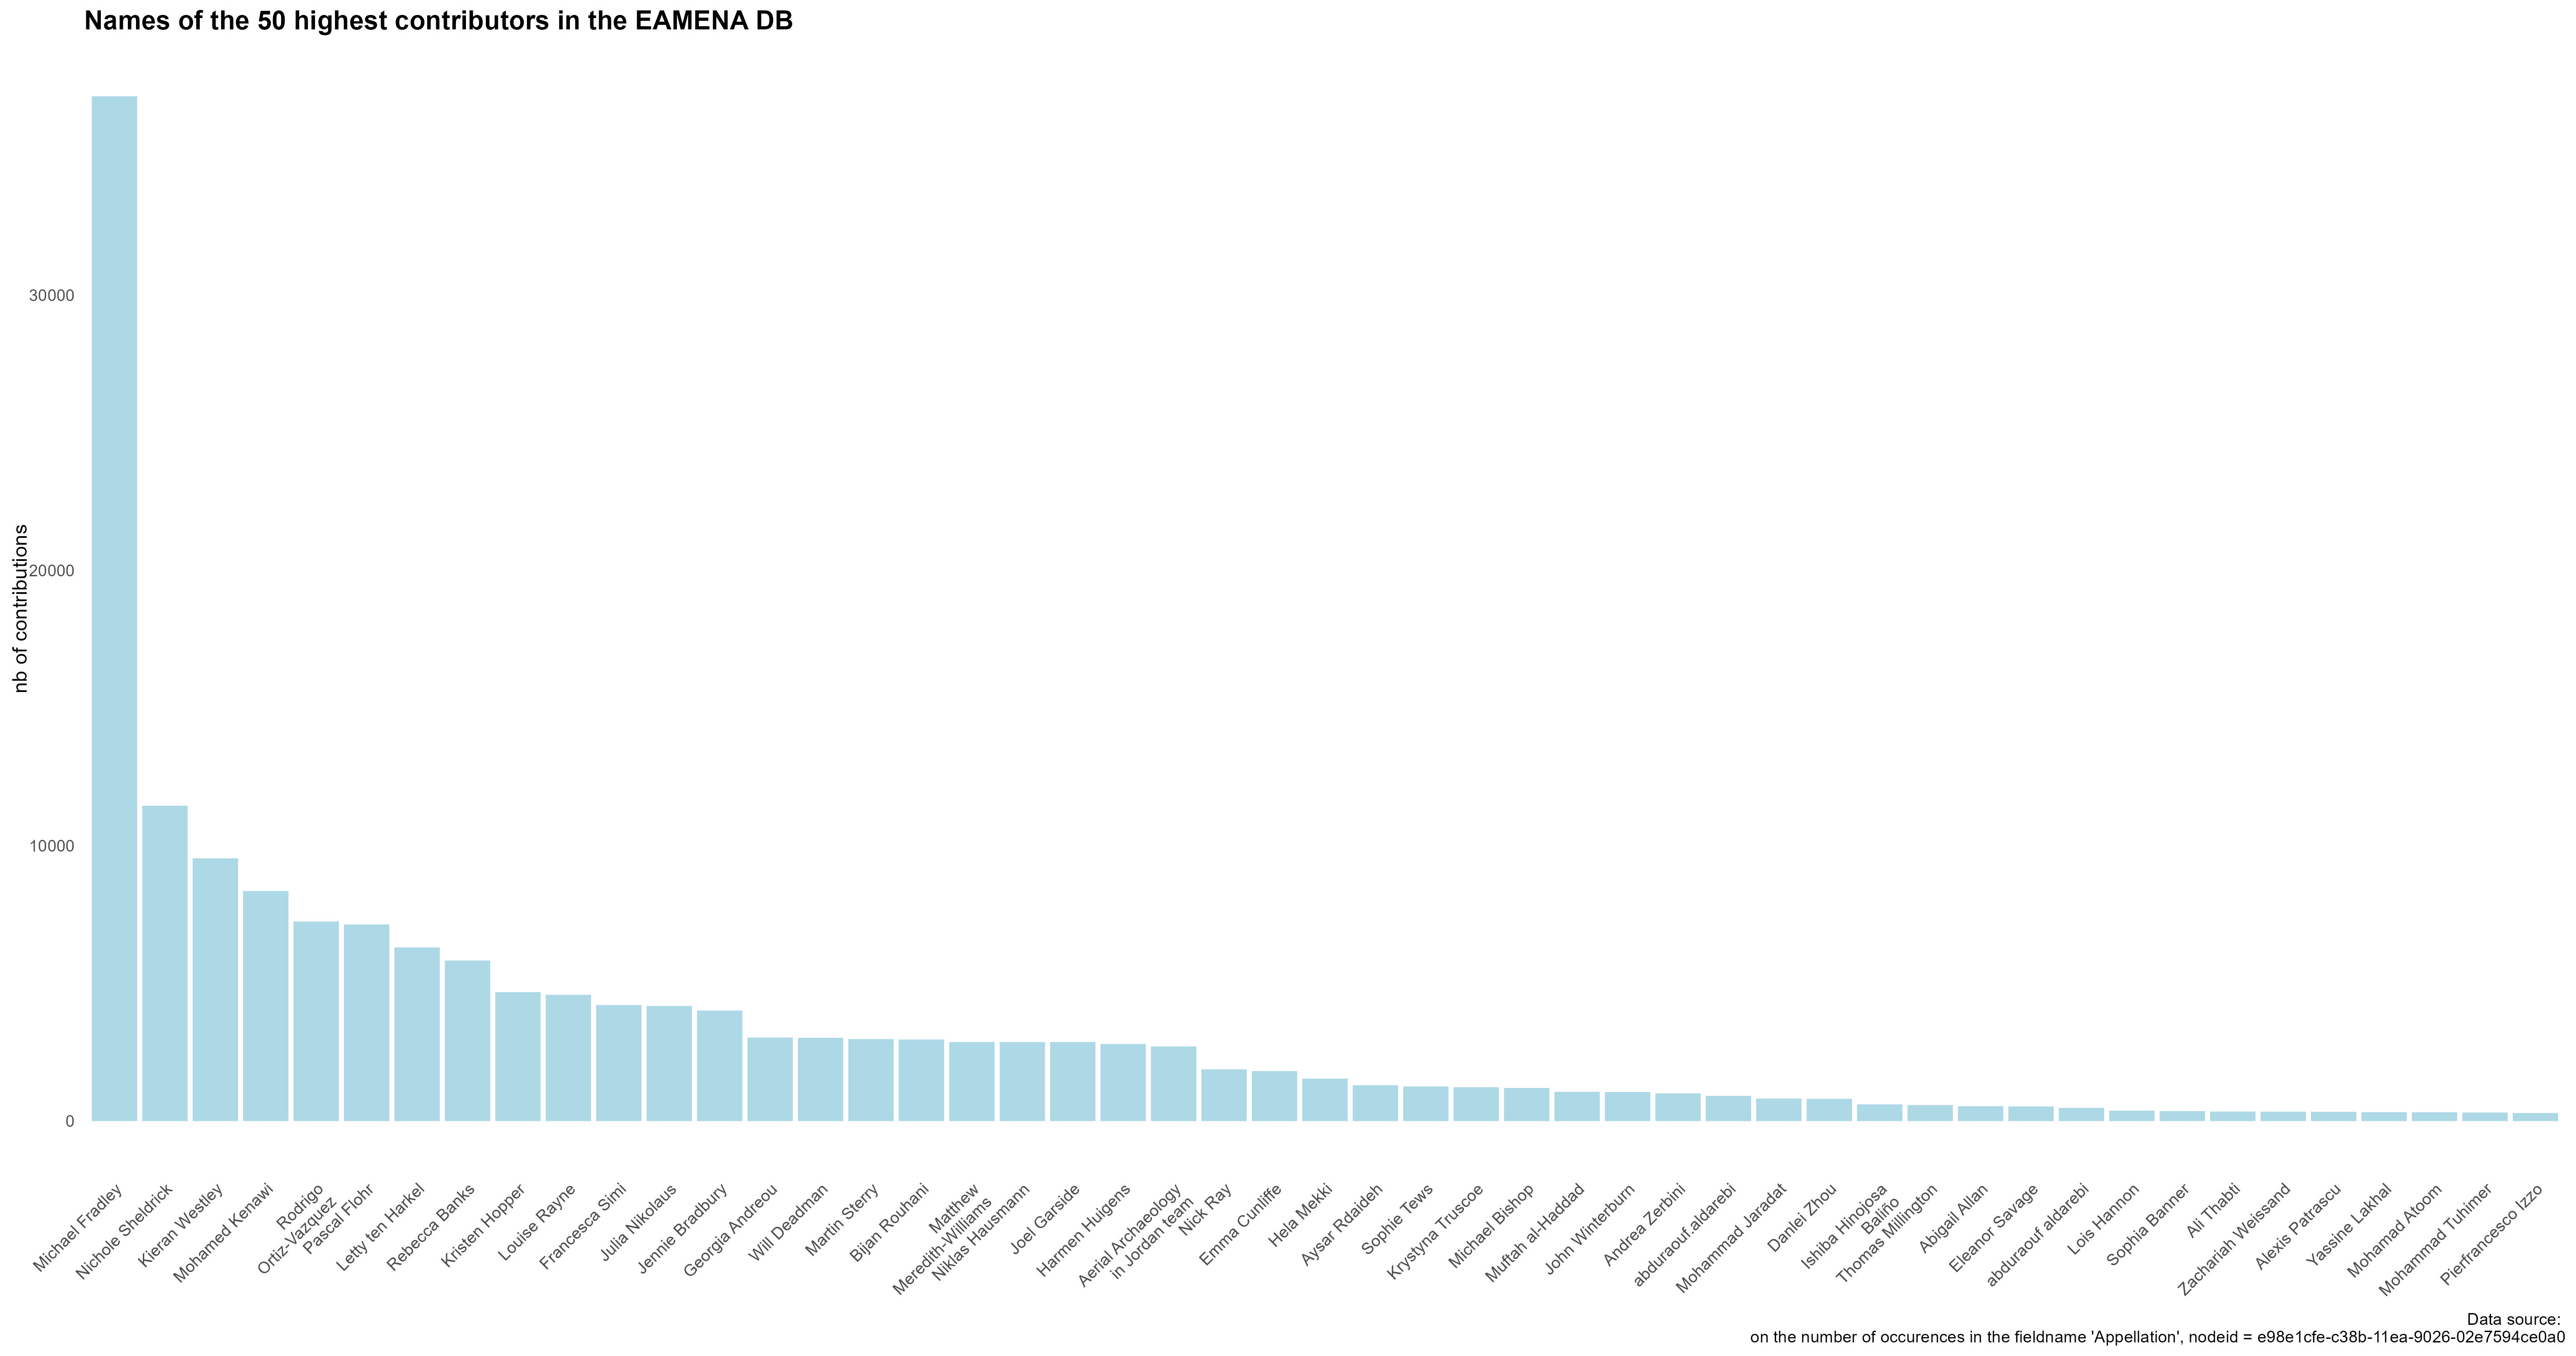 Names of the 50 highest contributors in the EAMENA DB
nb of contributions
30000
20000
10000
0
Michael Fradley
Nichole Sheldrick
Kieran Westley
Mohamed Kenawi
Rodrigo
Ortiz-Vazquez
Pascal Flohr
Letty ten Harkel
Rebecca Banks
Kristen Hopper
Louise Rayne
Francesca Simi
Julia Nikolaus
Jennie Bradbury
Georgia Andreou
Will Deadman
Martin Sterry
Bijan Rouhani
Matthew
Meredith-Williams
Niklas Hausmann
Joel Garside
Harmen Huigens
Aerial Archaeology
in Jordan team
Nick Ray
Emma Cunliffe
Hela Mekki
Aysar Rdaideh
Sophie Tews
Krystyna Truscoe
Michael Bishop
Muftah al-Haddad
John Winterburn
Andrea Zerbini
abduraouf.aldarebi
Mohammad Jaradat
Danlei Zhou
Ishiba Hinojosa
Baliño
Thomas Millington
Abigail Allan
Eleanor Savage
abduraouf aldarebi
Lois Hannon
Sophia Banner
Ali Thabti
Zachariah Weissand
Alexis Patrascu
Yassine Lakhal
Mohamad Atoom
Mohammad Tuhimer
Pierfrancesco Izzo
Data source:
on the number of occurences in the fieldname 'Appellation', nodeid = e98e1cfe-c38b-11ea-9026-02e7594ce0a0